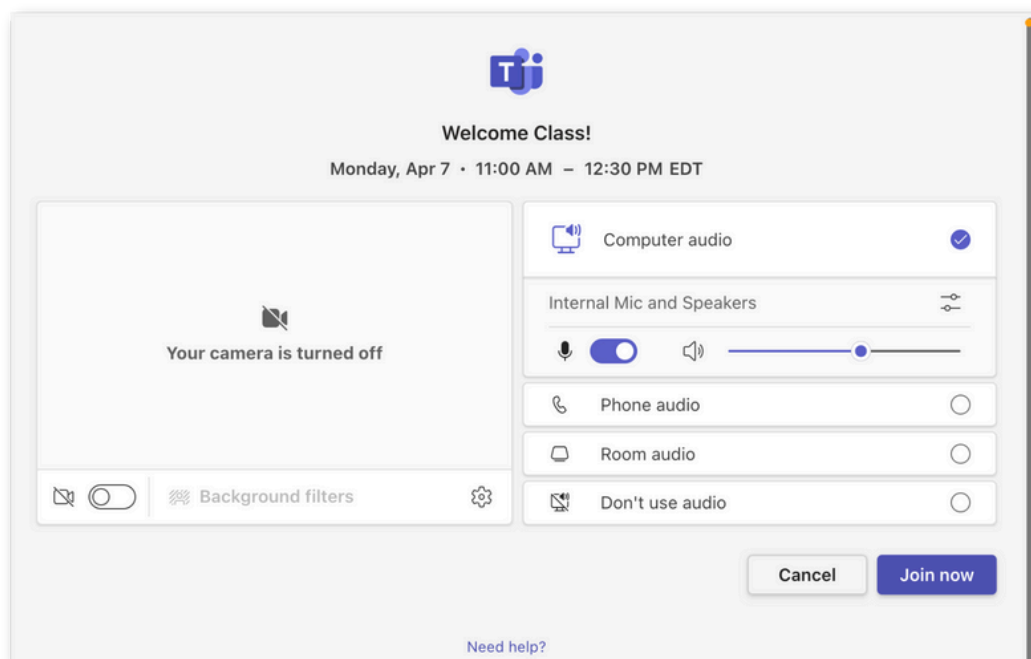 T
Welcome Class!
Monday, Apr 7 • 11:00 AM – 12:30 PM EDT
Your camera is turned off
Background filters
Computer audio
Internal Mic and Speakers
Phone audio
Room audio
Don't use audio
Cancel
Join now
Need help?